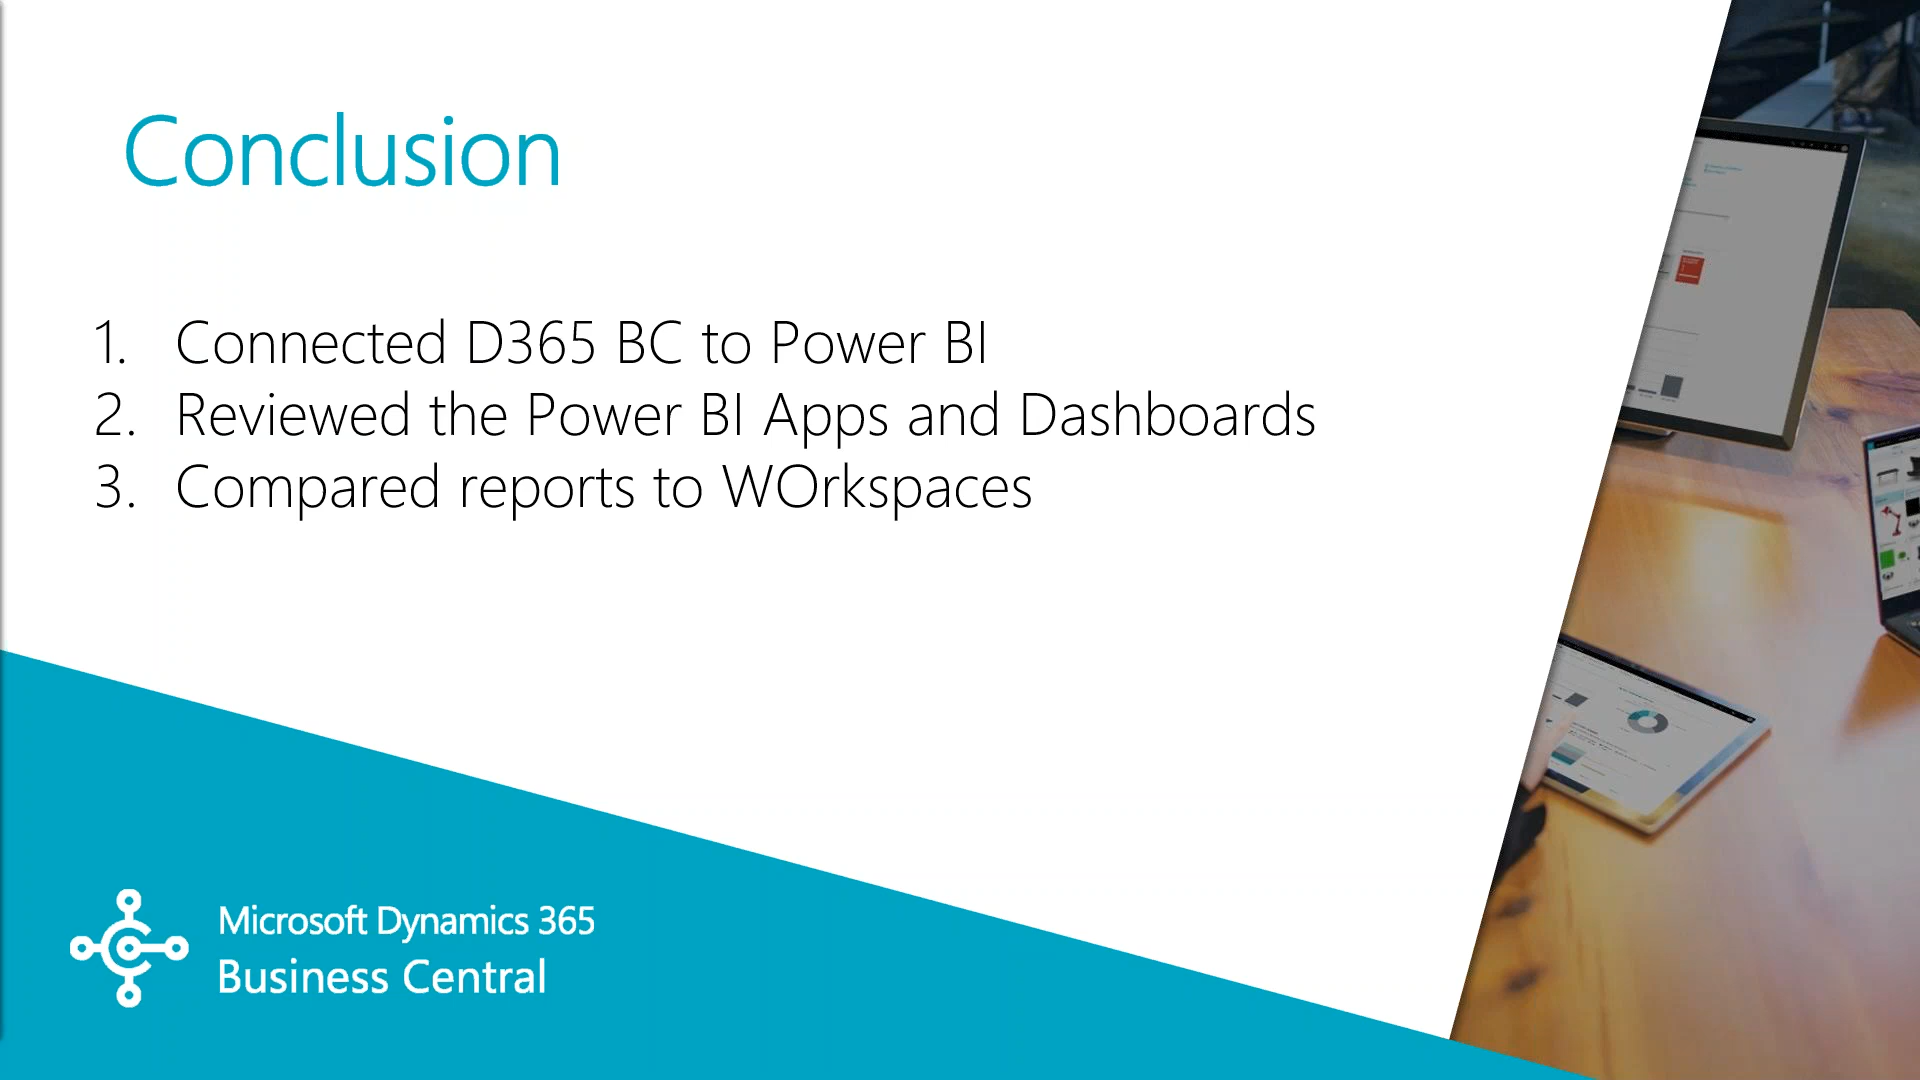 Conclusion
1. Connected D365 BC to Power BI
2. Reviewed the Power BI Apps and Dashboards
3. Compared reports to WOrkspaces
Microsoft Dynamics 365
Business Central